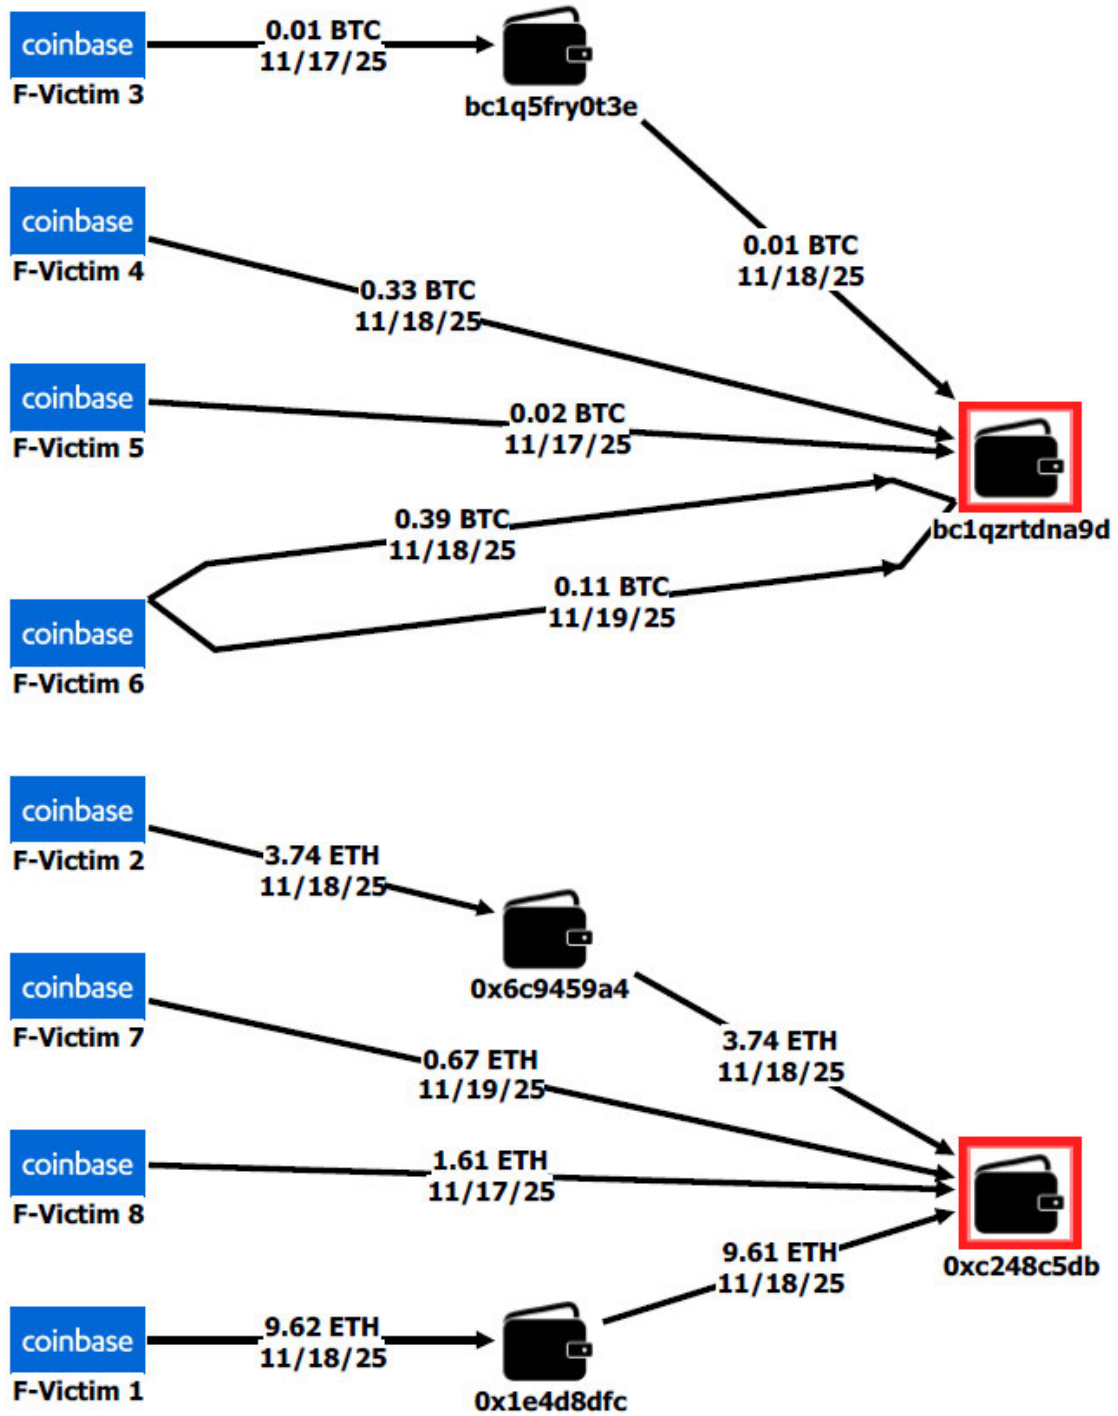 coinbase
F-Victim 3
0.01 BTC
11/17/25
bc1q5fry0t3e
0.01 BTC
11/18/25
coinbase
F-Victim 4
0.33 BTC
11/18/25
coinbase
F-Victim 5
0.02 BTC
11/17/25
bc1qzrtdna9d
0.39 BTC
11/18/25
0.11 BTC
11/19/25
coinbase
F-Victim 6
coinbase
F-Victim 2
3.74 ETH
11/18/25
0x6c9459a4
3.74 ETH
11/18/25
coinbase
F-Victim 7
0.67 ETH
11/19/25
coinbase
F-Victim 8
1.61 ETH
11/17/25
0xc248c5db
9.61 ETH
11/18/25
coinbase
F-Victim 1
9.62 ETH
11/18/25
0x1e4d8dfc